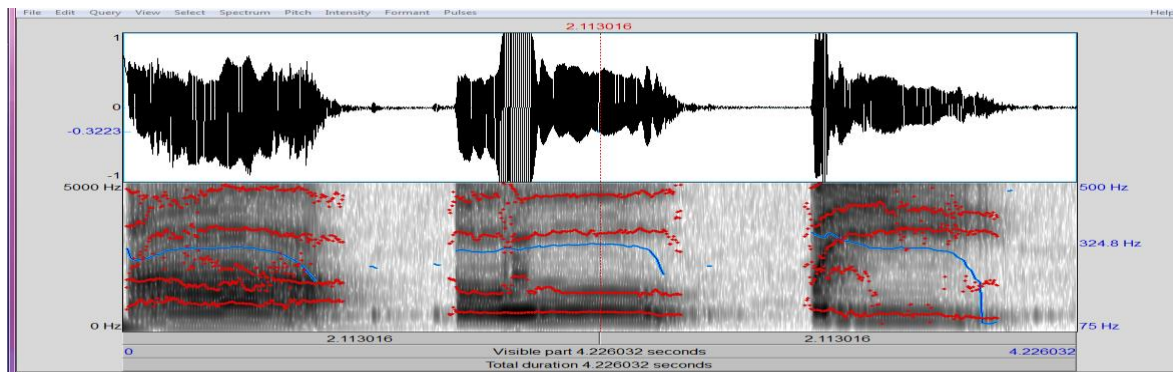 File Edit Query View Select Spectrum Pitch Intensity Formant Pulses Help
2.113016
1
0
-0.3223
-1
5000 Hz 500 Hz
324.8 Hz
0 Hz 75 Hz
2.113016 2.113016
0 Visible part 4.226032 seconds 4.226032
Total duration 4.226032 seconds